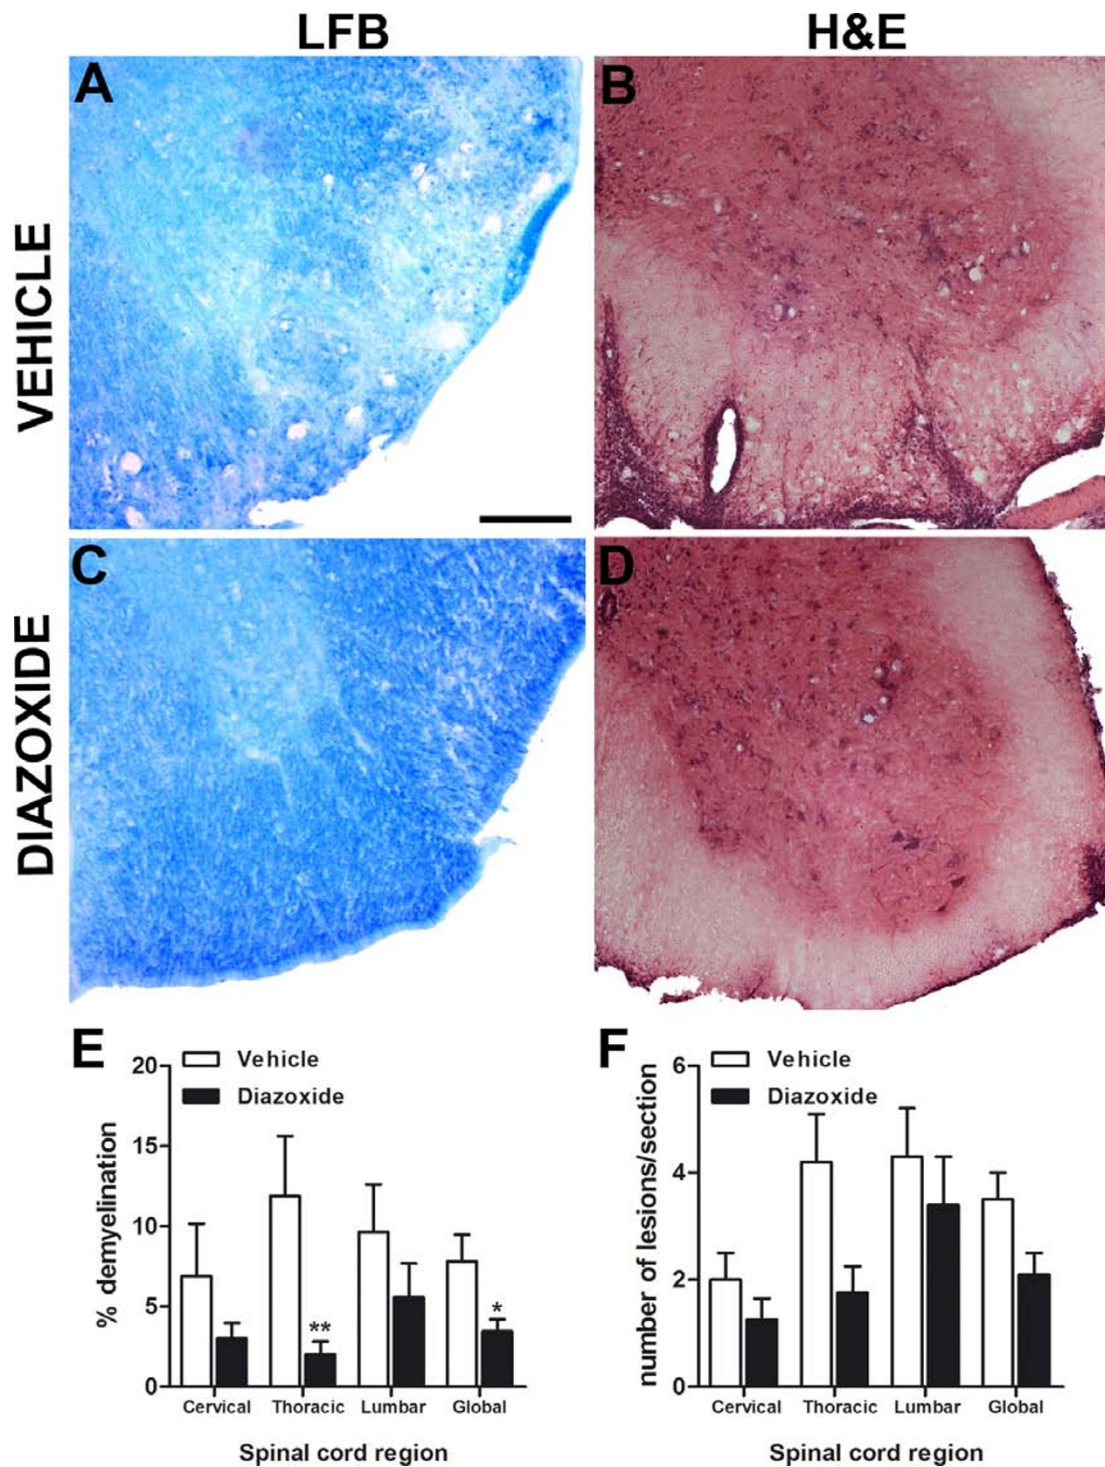 LFB
H&E
VEHICLE
A
B
DIAZOXIDE
C
D
E
Vehicle
Diazoxide
% demyelination
20
15
10
5
0
**
*
Cervical Thoracic Lumbar Global
Spinal cord region
F
Vehicle
Diazoxide
number of lesions/section
6
4
2
0
Cervical Thoracic Lumbar Global
Spinal cord region